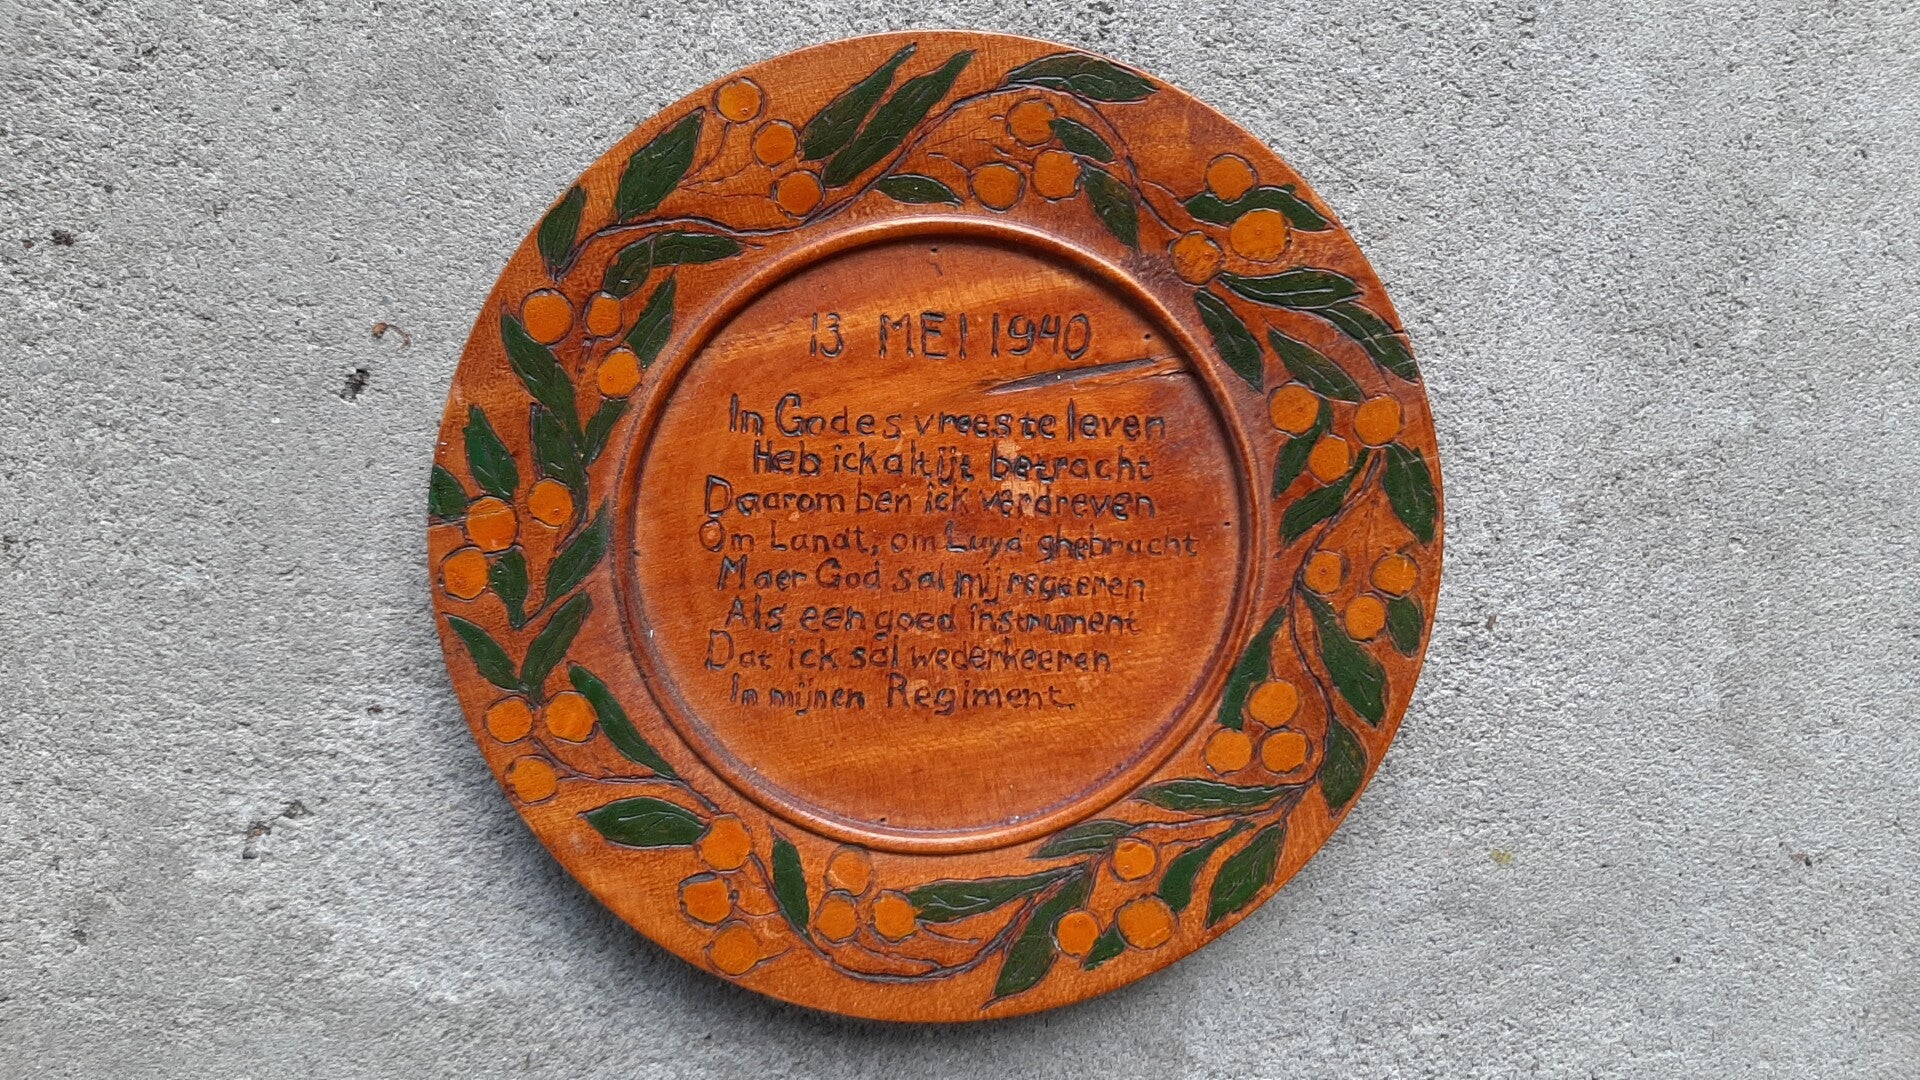 13 MEI 1940
In Godes vrees te leven
Heb ick altijt betracht
Daarom ben ick verdreven
Om Landt, om Luyd ghebracht
Maer God sal mij regeeren
Als een goed instrument
Dat ick sal wederkeeren
In mijnen Regiment